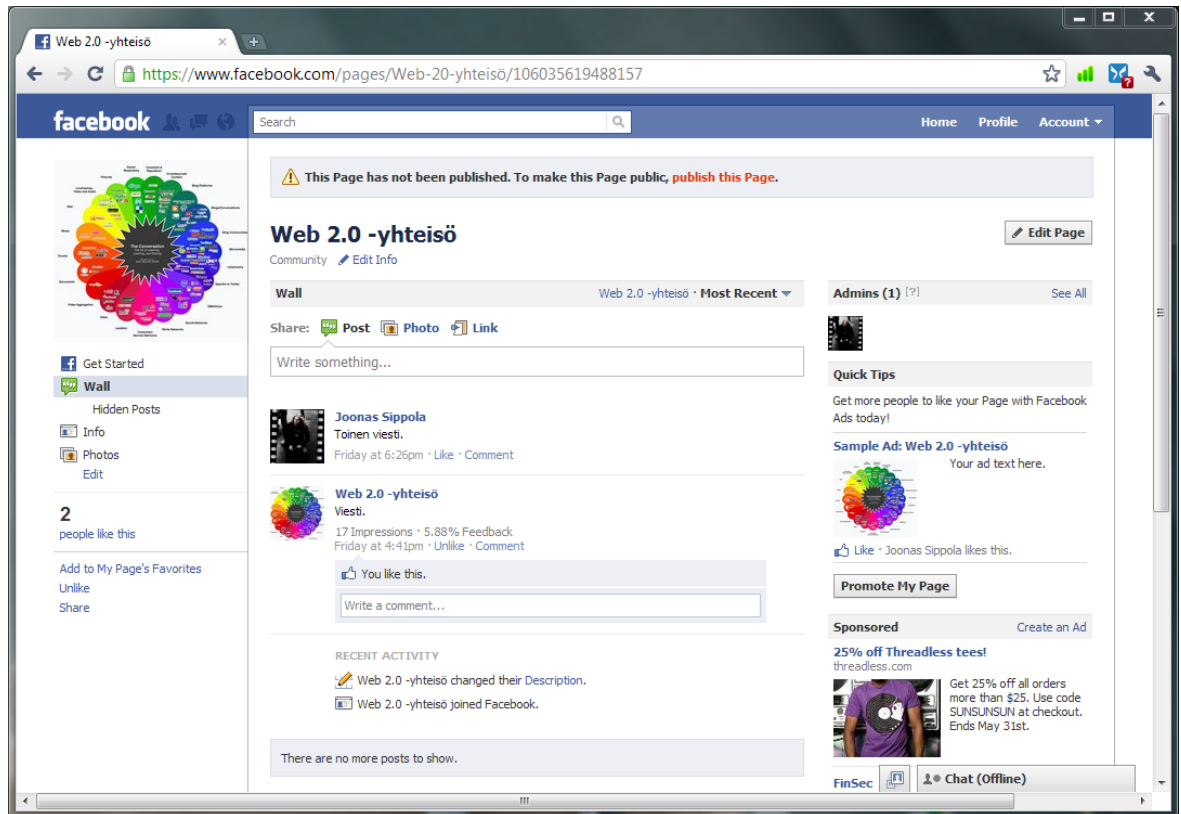 Web 2.0 -yhteisö
https://www.facebook.com/pages/Web-20-yhteisö/106035619488157
facebook
Search
Home Profile Account
This Page has not been published. To make this Page public, publish this Page.
Web 2.0 -yhteisö
Edit Page
Community Edit Info
Get Started
Wall
Hidden Posts
Info
Photos
Edit
2
people like this
Add to My Page's Favorites
Unlike
Share
Wall Web 2.0 -yhteisö · Most Recent
Share: Post Photo Link
Write something...
Joonas Sippola
Toinen viesti.
Friday at 6:26pm · Like · Comment
Web 2.0 -yhteisö
Viesti.
17 Impressions · 5.88% Feedback
Friday at 4:41pm · Unlike · Comment
You like this.
Write a comment...
RECENT ACTIVITY
Web 2.0 -yhteisö changed their Description.
Web 2.0 -yhteisö joined Facebook.
There are no more posts to show.
Admins (1) [?] See All
Quick Tips
Get more people to like your Page with Facebook
Ads today!
Sample Ad: Web 2.0 -yhteisö
Your ad text here.
Like · Joonas Sippola likes this.
Promote My Page
Sponsored Create an Ad
25% off Threadless tees!
threadless.com
Get 25% off all orders
more than $25. Use code
SUNSUNSUN at checkout.
Ends May 31st.
FinSec
Chat (Offline)